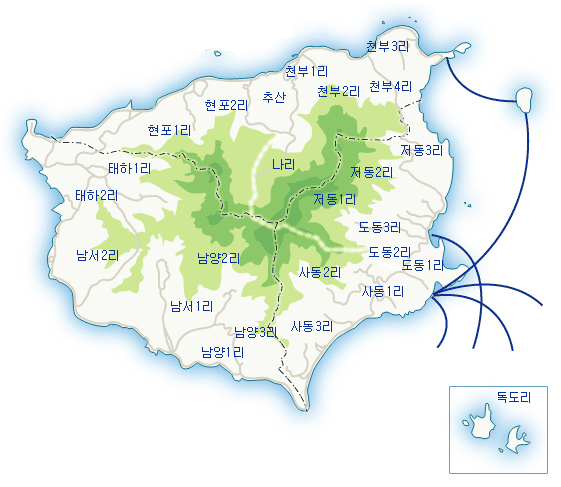 천부3리
천부1리
천부2리
천부4리
추산
현포2리
현포1리
저동3리
나리
태하1리
저동2리
태하2리
저동1리
도동3리
남서2리
남양2리
도동2리
도동1리
사동2리
사동1리
남서1리
남양3리
사동3리
남양1리
독도리